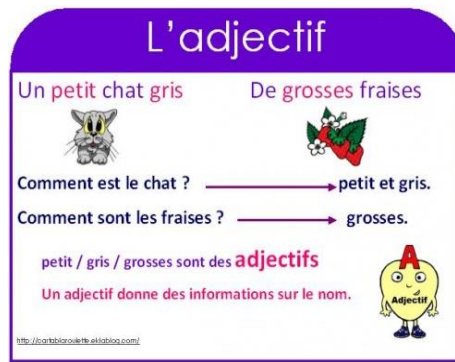 L'adjectif
Un petit chat gris De grosses fraises
Comment est le chat ? petit et gris.
Comment sont les fraises ? grosses.
petit / gris / grosses sont des adjectifs
Un adjectif donne des informations sur le nom.
A
Adjectif
http://cartableroulette.eklablog.com/